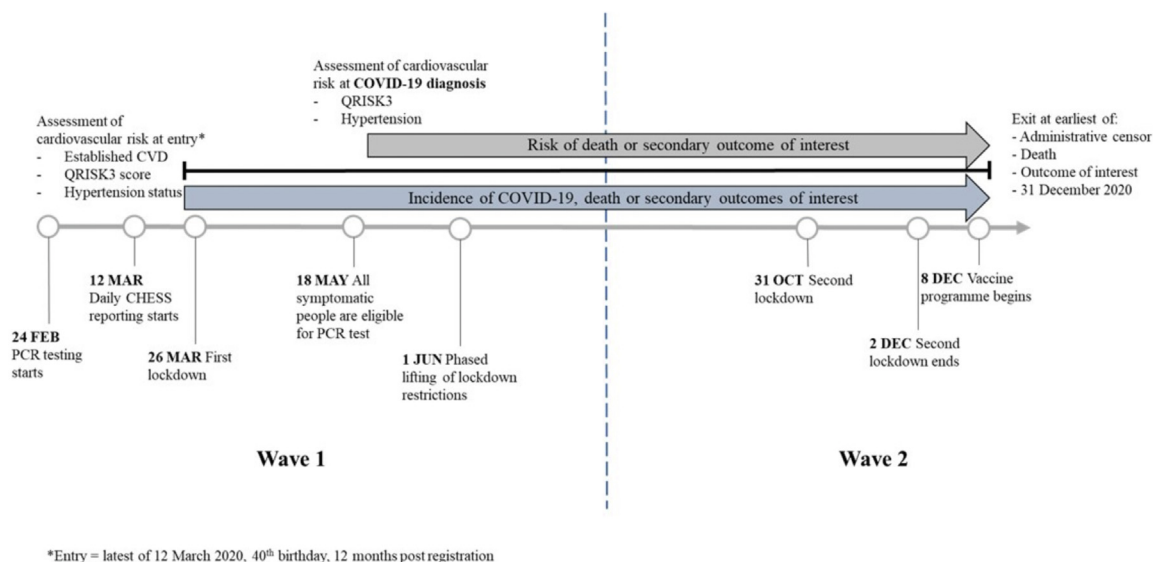 Assessment of cardiovascular
risk at COVID-19 diagnosis
- QRISK3
- Hypertension
Assessment of
cardiovascular risk at entry*
- Established CVD
- QRISK3 score
- Hypertension status
Risk of death or secondary outcome of interest
Incidence of COVID-19, death or secondary outcomes of interest
Exit at earliest of:
- Administrative censor
- Death
- Outcome of interest
- 31 December 2020
24 FEB
PCR testing
starts
12 MAR
Daily CHESS
reporting starts
26 MAR First
lockdown
18 MAY All
symptomatic
people are eligible
for PCR test
1 JUN Phased
lifting of lockdown
restrictions
31 OCT Second
lockdown
2 DEC Second
lockdown ends
8 DEC Vaccine
programme begins
Wave 1
Wave 2
*Entry = latest of 12 March 2020, 40th birthday, 12 months post registration